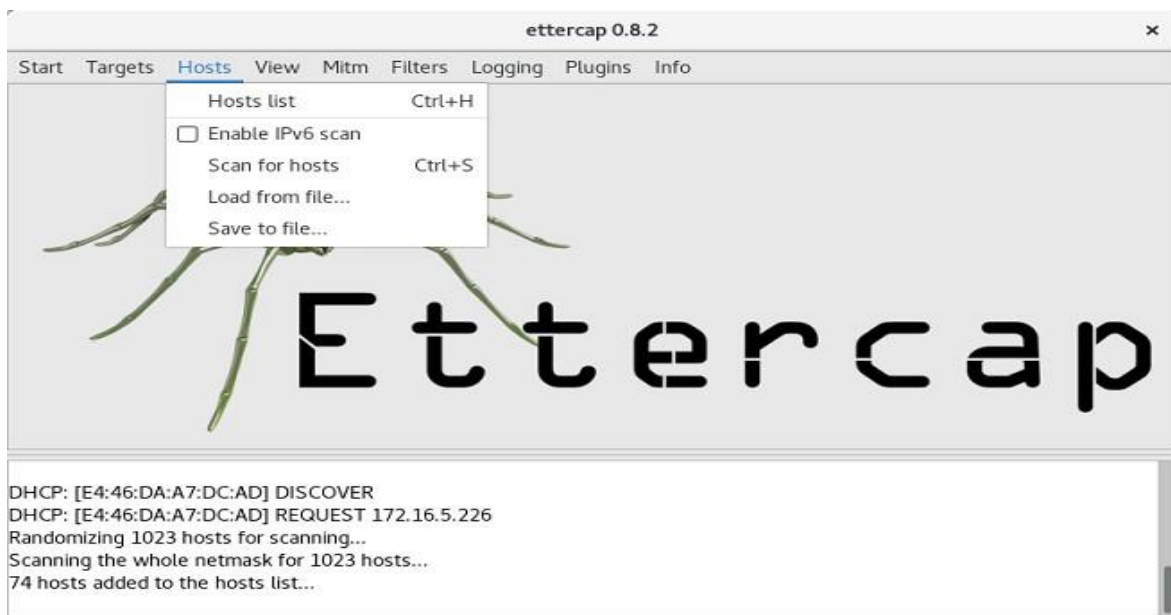 ettercap 0.8.2 ×
Start Targets Hosts View Mitm Filters Logging Plugins Info
Hosts list Ctrl+H
Enable IPv6 scan
Scan for hosts Ctrl+S
Load from file...
Save to file...
Ettercap
DHCP: [E4:46:DA:A7:DC:AD] DISCOVER
DHCP: [E4:46:DA:A7:DC:AD] REQUEST 172.16.5.226
Randomizing 1023 hosts for scanning...
Scanning the whole netmask for 1023 hosts...
74 hosts added to the hosts list...